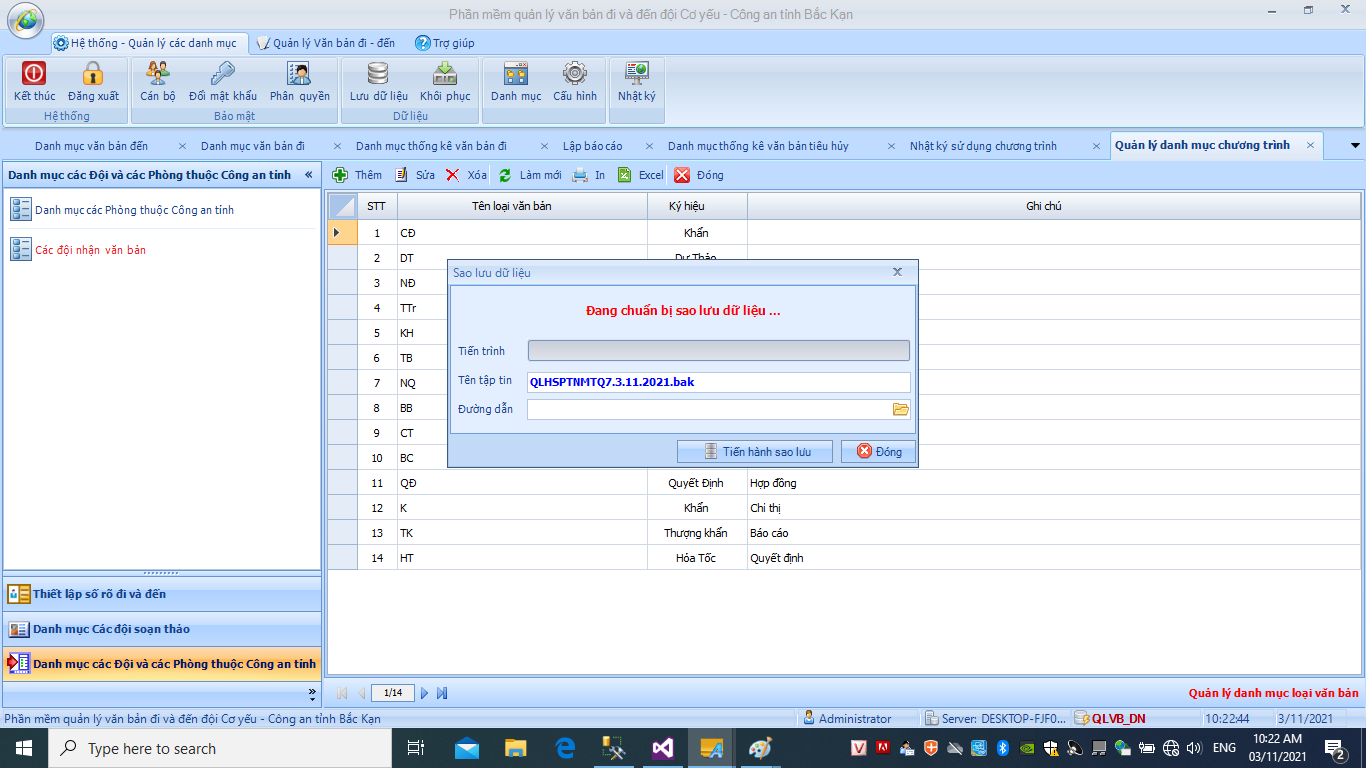 Phần mềm quản lý văn bản đi và đến đội Cơ yếu - Công an tỉnh Bắc Kạn
Hệ thống - Quản lý các danh mục
Quản lý Văn bản đi - đến
Trợ giúp
Kết thúc
Đăng xuất
Cán bộ
Đổi mật khẩu
Phân quyền
Lưu dữ liệu
Khôi phục
Danh mục
Cấu hình
Nhật ký
Hệ thống
Bảo mật
Dữ liệu
Danh mục văn bản đến
Danh mục văn bản đi
Danh mục thống kê văn bản đi
Lập báo cáo
Danh mục thống kê văn bản tiêu hủy
Nhật ký sử dụng chương trình
Quản lý danh mục chương trình
Danh mục các Đội và các Phòng thuộc Công an tỉnh
Thêm
Sửa
Xóa
Làm mới
In
Excel
Đóng
Danh mục các Phòng thuộc Công an tỉnh
Các đội nhận văn bản
STT Tên loại văn bản Ký hiệu Ghi chú
1 CĐ Khẩn
2 DT Dự Thảo
3 NĐ
4 TTr
5 KH
6 TB
7 NQ
8 BB
9 CT
10 BC
11 QĐ Quyết Định Hợp đồng
12 K Khẩn Chỉ thị
13 TK Thượng khẩn Báo cáo
14 HT Hỏa Tốc Quyết định
Sao lưu dữ liệu
Đang chuẩn bị sao lưu dữ liệu ...
Tiến trình
Tên tập tin QLHSPTNMTQ7.3.11.2021.bak
Đường dẫn
Tiến hành sao lưu
Đóng
Thiết lập số rõ đi và đến
Danh mục Các đội soạn thảo
Danh mục các Đội và các Phòng thuộc Công an tỉnh
1/14
Quản lý danh mục loại văn bản
Phần mềm quản lý văn bản đi và đến đội Cơ yếu - Công an tỉnh Bắc Kạn
Administrator
Server: DESKTOP-FJF0...
QLVB_DN
10:22:44
3/11/2021
Type here to search
ENG
10:22 AM
03/11/2021
2